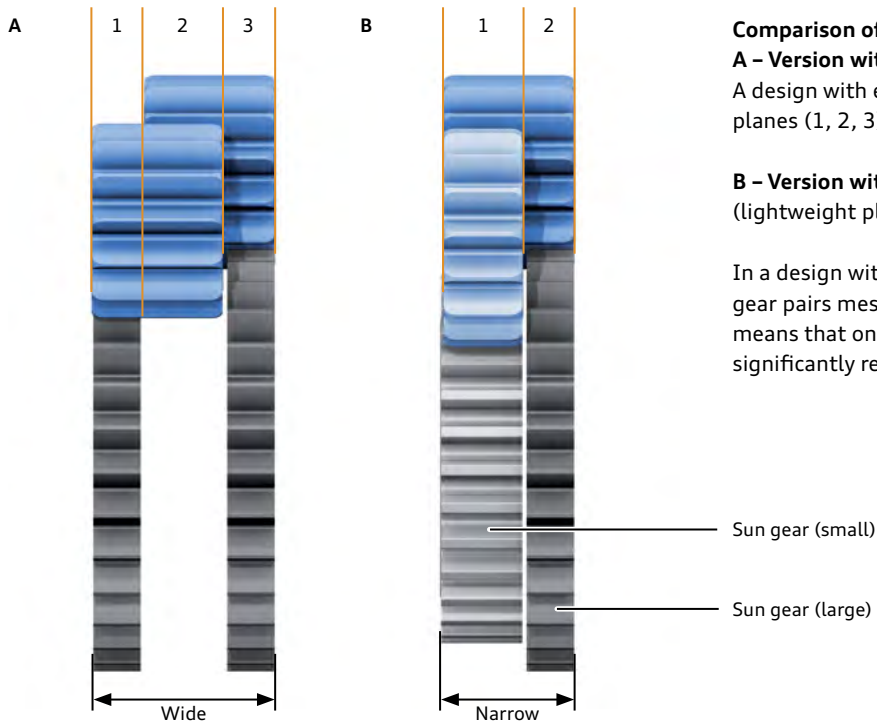 A
1
2
3
Wide
B
1
2
Narrow
Comparison of
A – Version wit
A design with e
planes (1, 2, 3
B – Version wit
(lightweight pl
In a design wit
gear pairs mes
means that on
significantly re
Sun gear (small)
Sun gear (large)